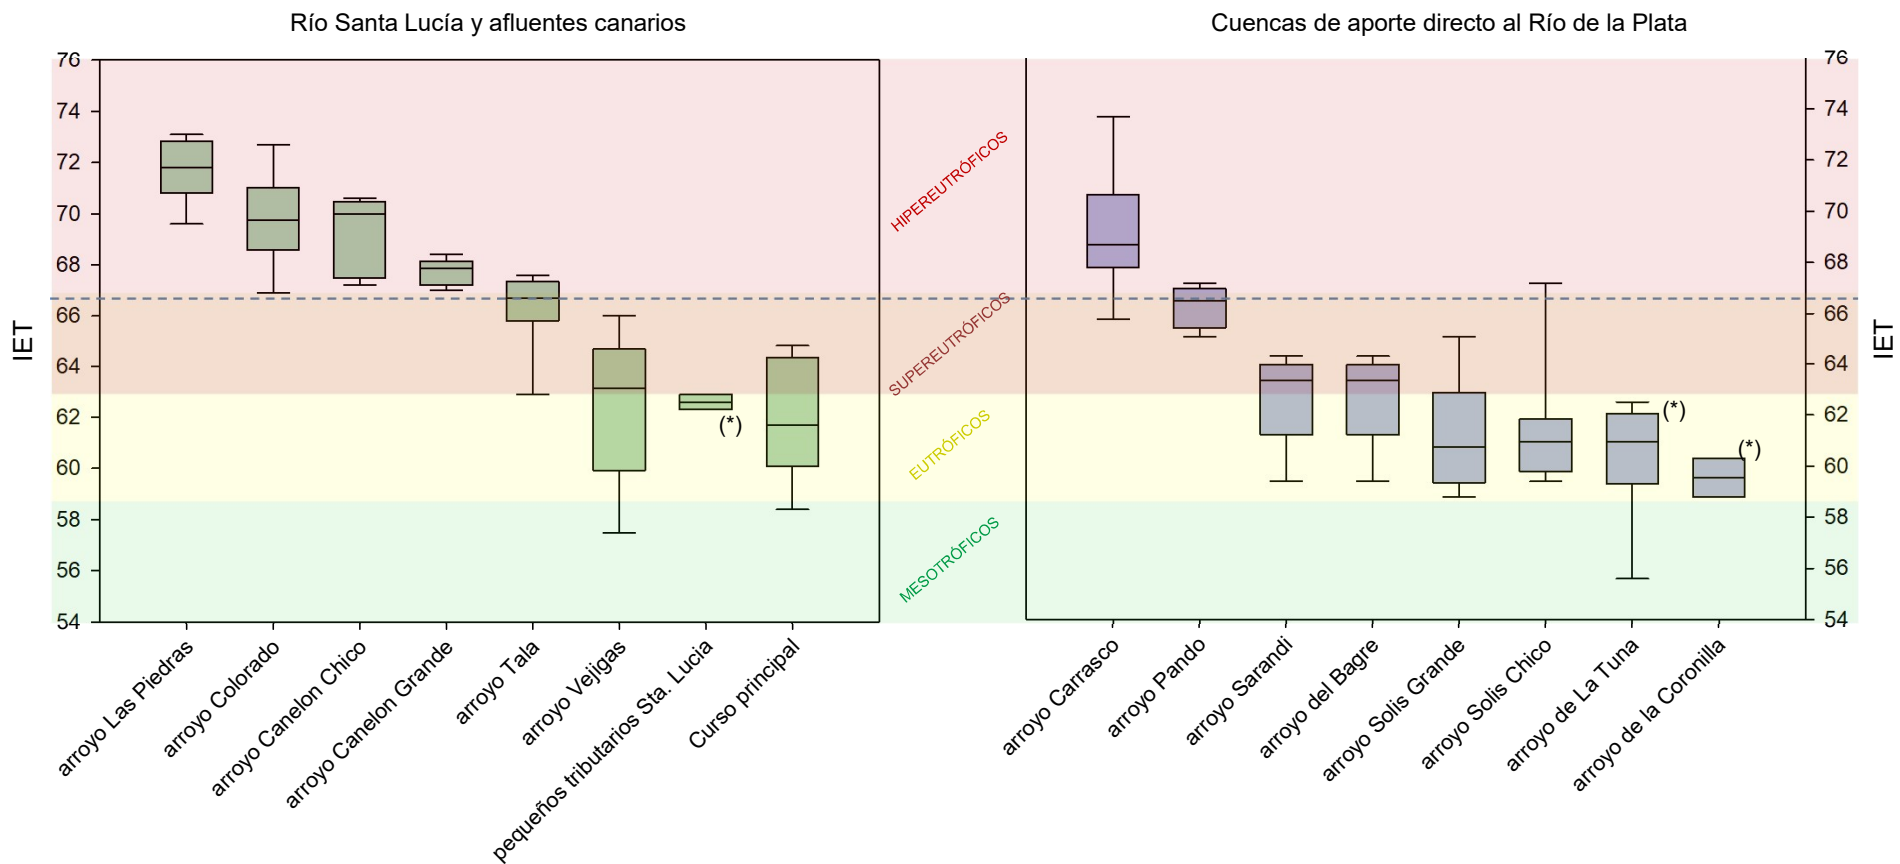 Río Santa Lucía y afluentes canarios
Cuencas de aporte directo al Río de la Plata
76
74
72
70
68
66
64
62
60
58
56
54
IET
HIPEREUTRÓFICOS
SUPEREUTRÓFICOS
EUTRÓFICOS
MESOTRÓFICOS
(*)
(*)
(*)
76
74
72
70
68
66
64
62
60
58
56
54
IET
arroyo Las Piedras
arroyo Colorado
arroyo Canelon Chico
arroyo Canelon Grande
arroyo Tala
arroyo Vejigas
pequeños tributarios Sta. Lucia
Curso principal
arroyo Carrasco
arroyo Pando
arroyo Sarandi
arroyo del Bagre
arroyo Solis Grande
arroyo Solis Chico
arroyo de La Tuna
arroyo de la Coronilla